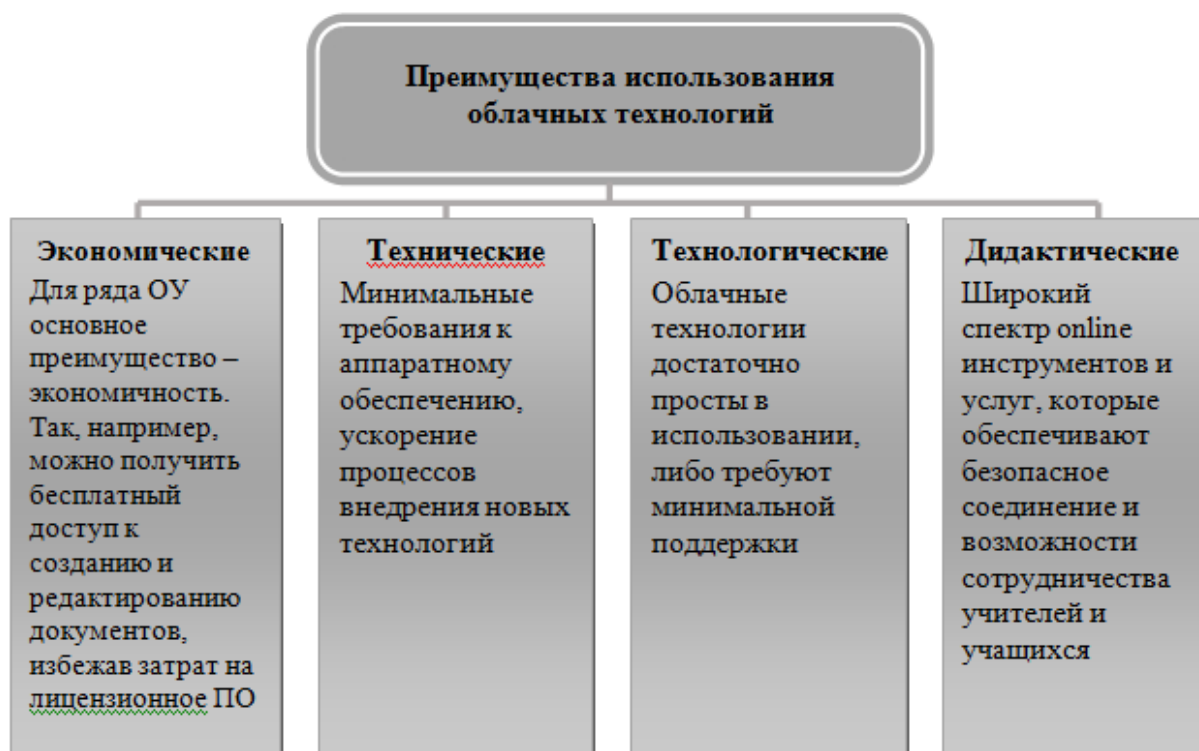 Преимущества использования
облачных технологий
Экономические
Для ряда ОУ
основное
преимущество –
экономичность.
Так, например,
можно получить
бесплатный
доступ к
созданию и
редактированию
документов,
избежав затрат на
лицензионное ПО
Технические
Минимальные
требования к
аппаратному
обеспечению,
ускорение
процессов
внедрения новых
технологий
Технологические
Облачные
технологии
достаточно
просты в
использовании,
либо требуют
минимальной
поддержки
Дидактические
Широкий
спектр online
инструментов и
услуг, которые
обеспечивают
безопасное
соединение и
возможности
сотрудничества
учителей и
учащихся